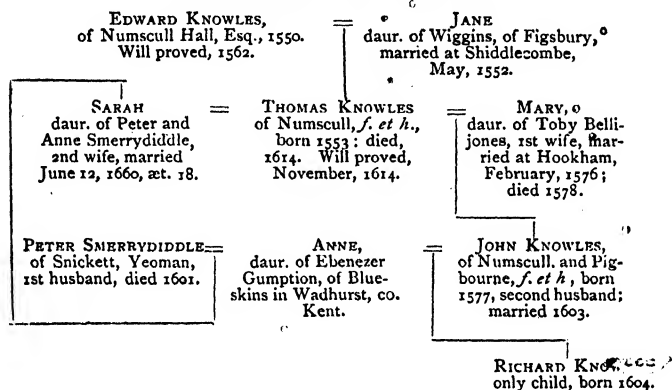 EDWARD KNOWLES,
of Numscull Hall, Esq., 1550.
Will proved, 1562.
=
JANE
daur. of Wiggins, of Figsbury,
married at Shiddlecombe,
May, 1552.
SARAH
daur. of Peter and
Anne Smerrydiddle,
2nd wife, married
June 12, 1660, æt. 18.
=
THOMAS KNOWLES
of Numscull, f. et h.,
born 1553 : died,
1614. Will proved,
November, 1614.
=
MARY,
daur. of Toby Belli-
jones, 1st wife, mar-
ried at Hookham,
February, 1576 ;
died 1578.
PETER SMERRYDIDDLE
of Snickett, Yeoman,
1st husband, died 1601.
=
ANNE,
daur. of Ebenezer
Gumption, of Blue-
skins in Wadhurst, co.
Kent.
=
JOHN KNOWLES,
of Numscull. and Pig-
bourne, f. et h , born
1577, second husband;
married 1603.
RICHARD
only child, born 1604.